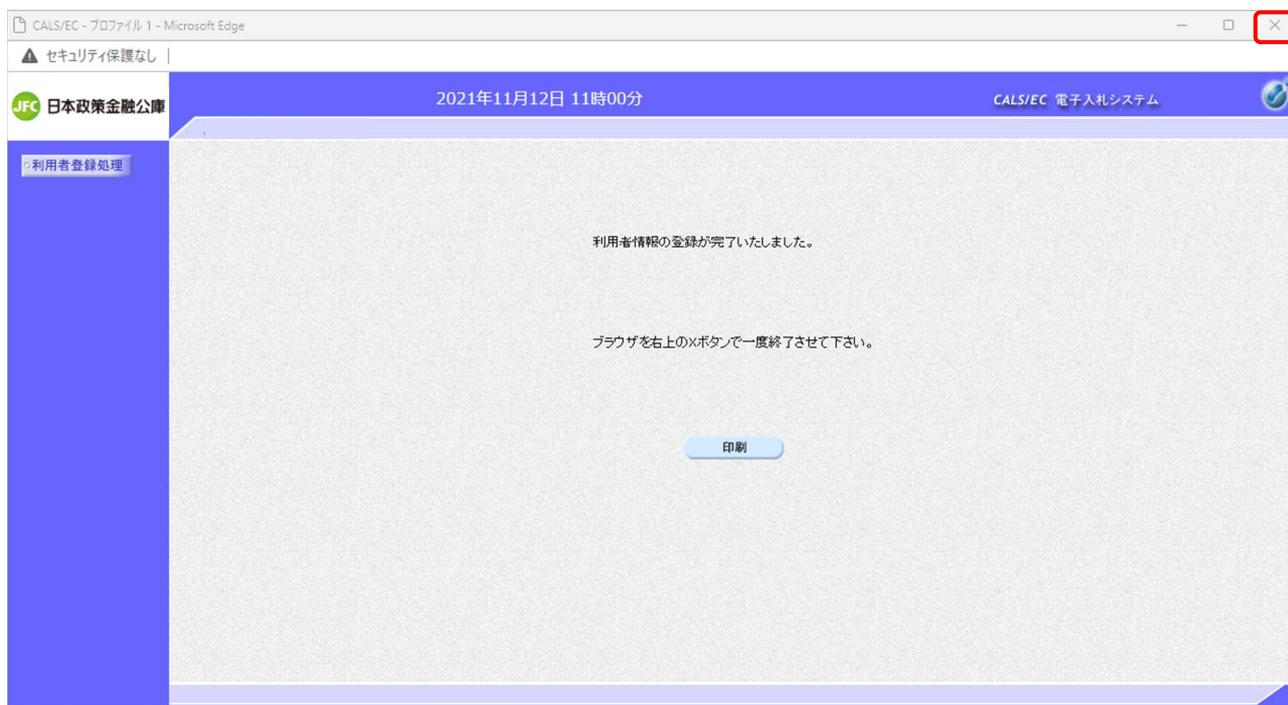 CALS/EC - プロファイル 1 - Microsoft Edge
セキュリティ保護なし
JFC 日本政策金融公庫
2021年11月12日 11時00分
CALS/EC 電子入札システム
利用者登録処理
利用者情報の登録が完了いたしました。
ブラウザを右上の×ボタンで一度終了させて下さい。
印刷